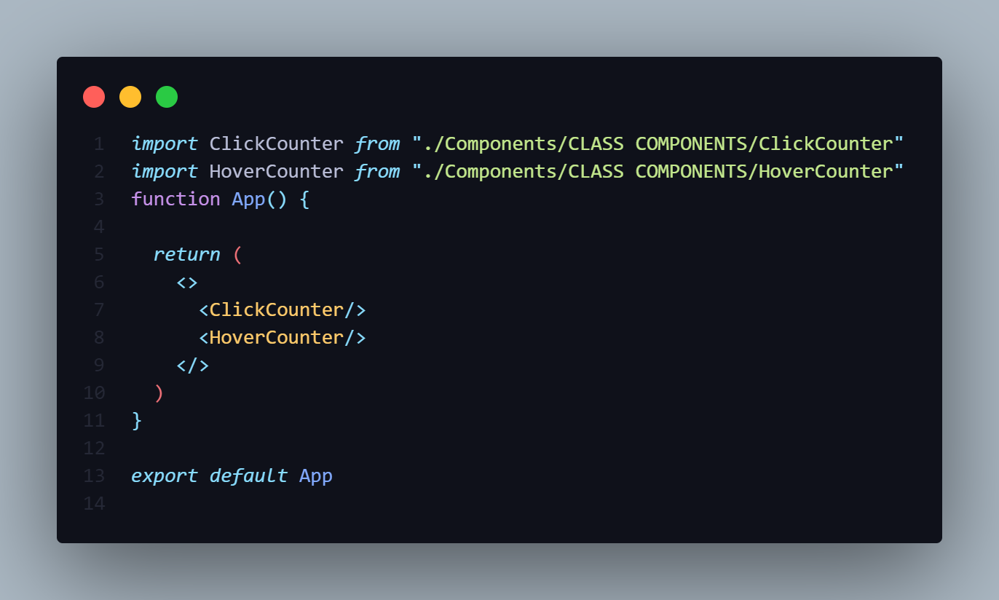 1 import ClickCounter from "./Components/CLASS COMPONENTS/ClickCounter"
2 import HoverCounter from "./Components/CLASS COMPONENTS/HoverCounter"
3 function App() {
4
5   return (
6     <>
7       <ClickCounter/>
8       <HoverCounter/>
9     </>
10   )
11 }
12
13 export default App
14